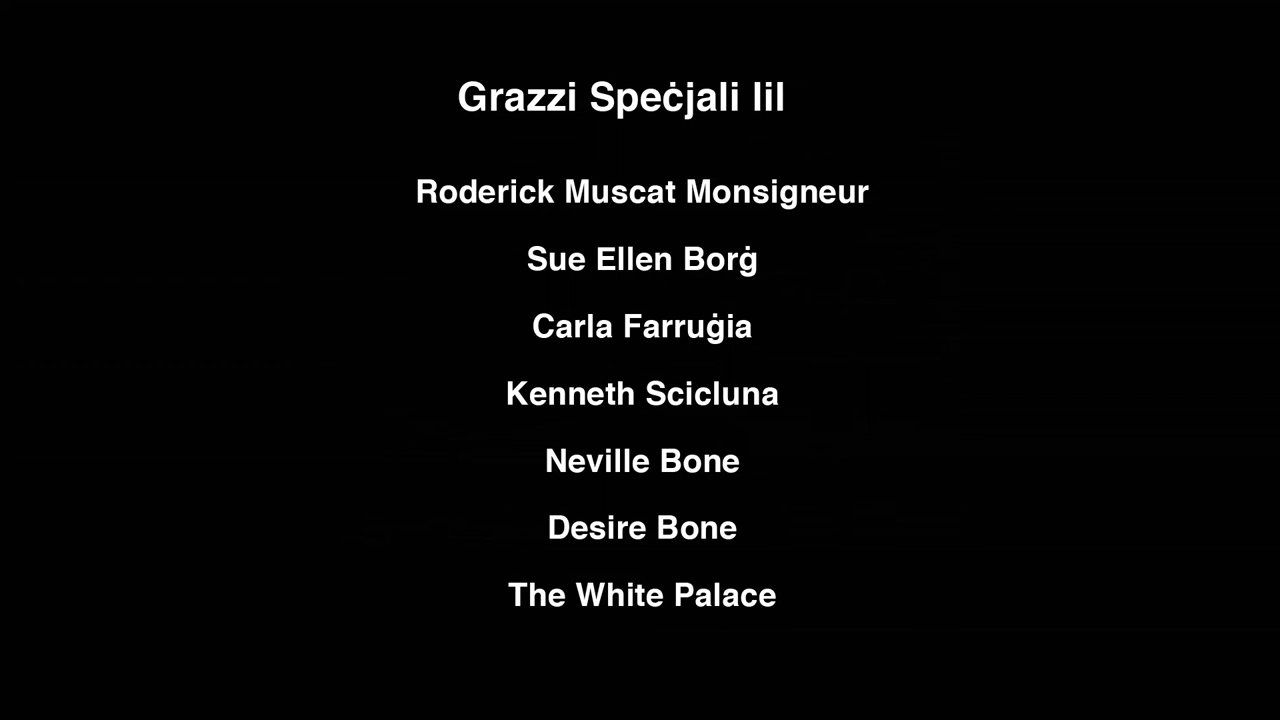 Grazzi Speċjali lil
Roderick Muscat Monsigneur
Sue Ellen Borġ
Carla Farruġia
Kenneth Scicluna
Neville Bone
Desire Bone
The White Palace